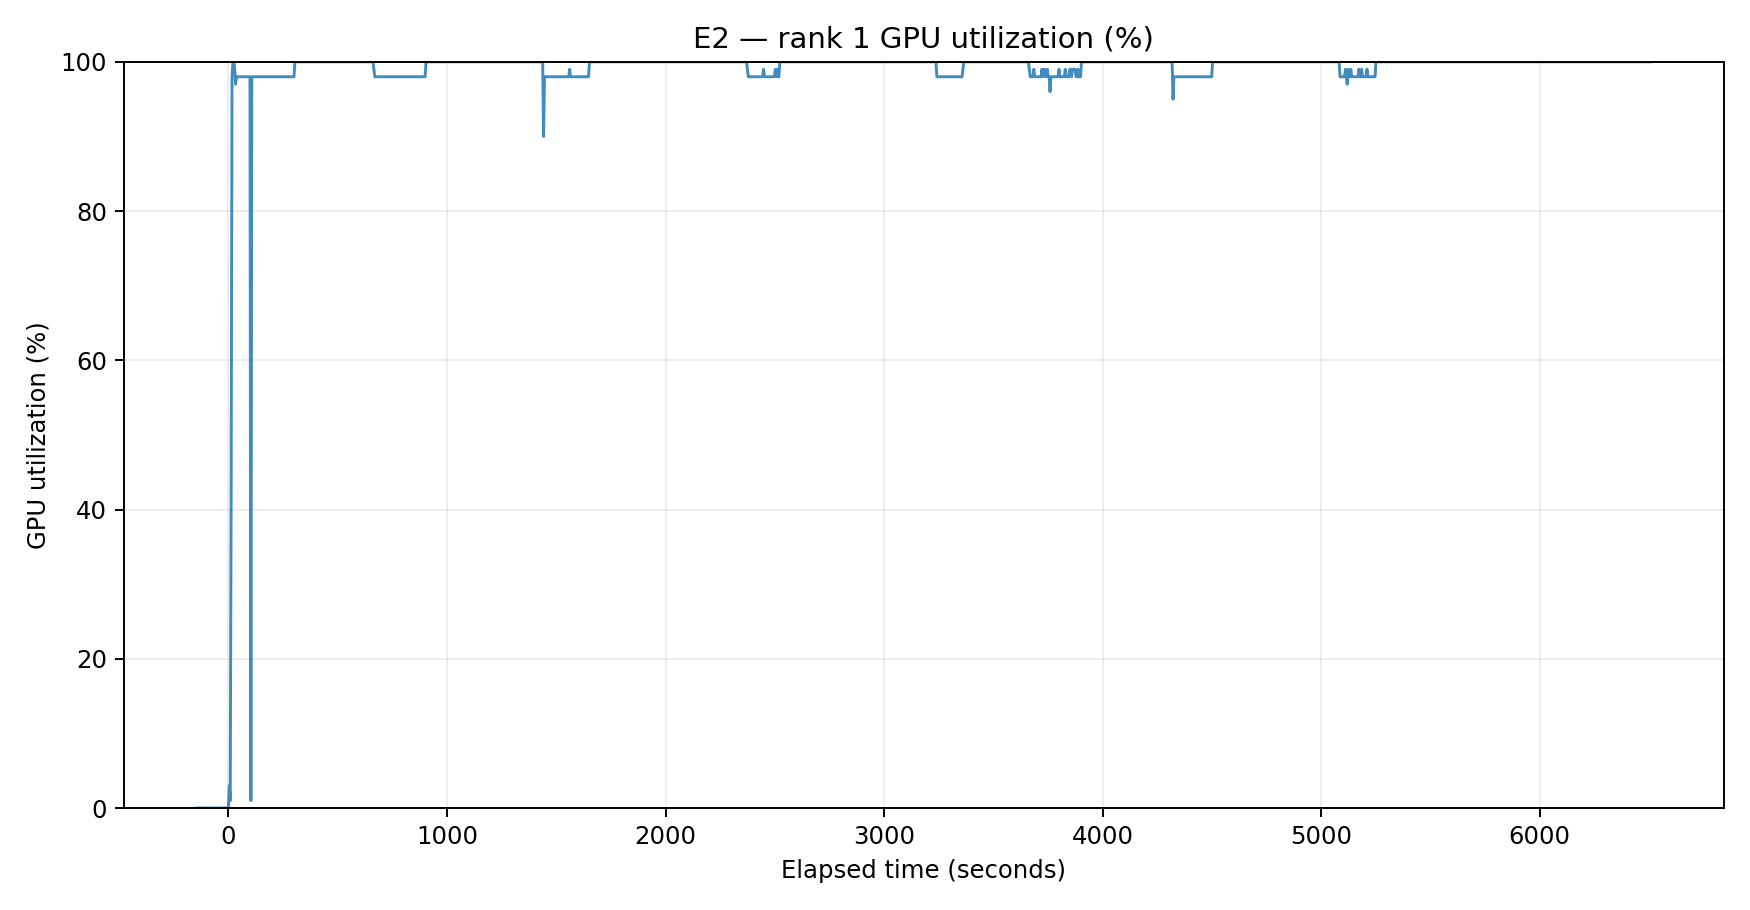 E2 — rank 1 GPU utilization (%)
GPU utilization (%)
100
80
60
40
20
0
0 1000 2000 3000 4000 5000 6000
Elapsed time (seconds)